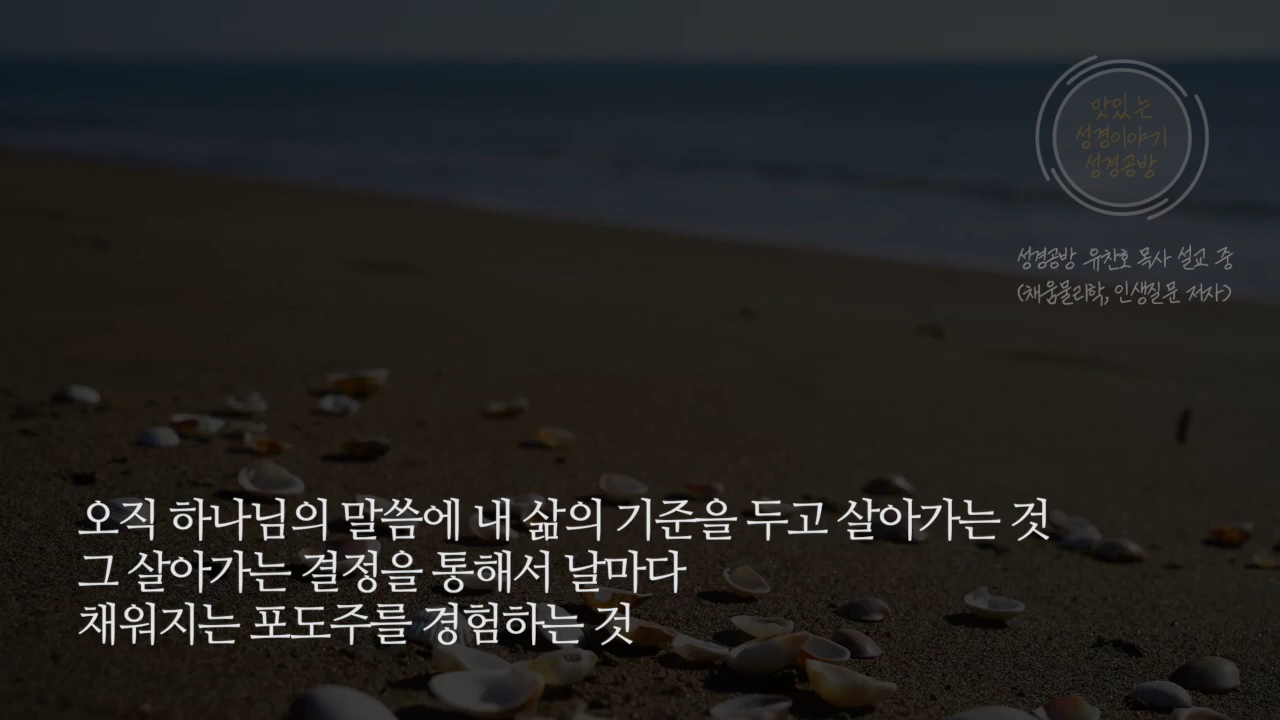 맛있는
성경이야기
성경공방
성경공방 유찬호 목사 설교 중
(채움물리학, 인생질문 저자)
오직 하나님의 말씀에 내 삶의 기준을 두고 살아가는 것
그 살아가는 결정을 통해서 날마다
채워지는 포도주를 경험하는 것